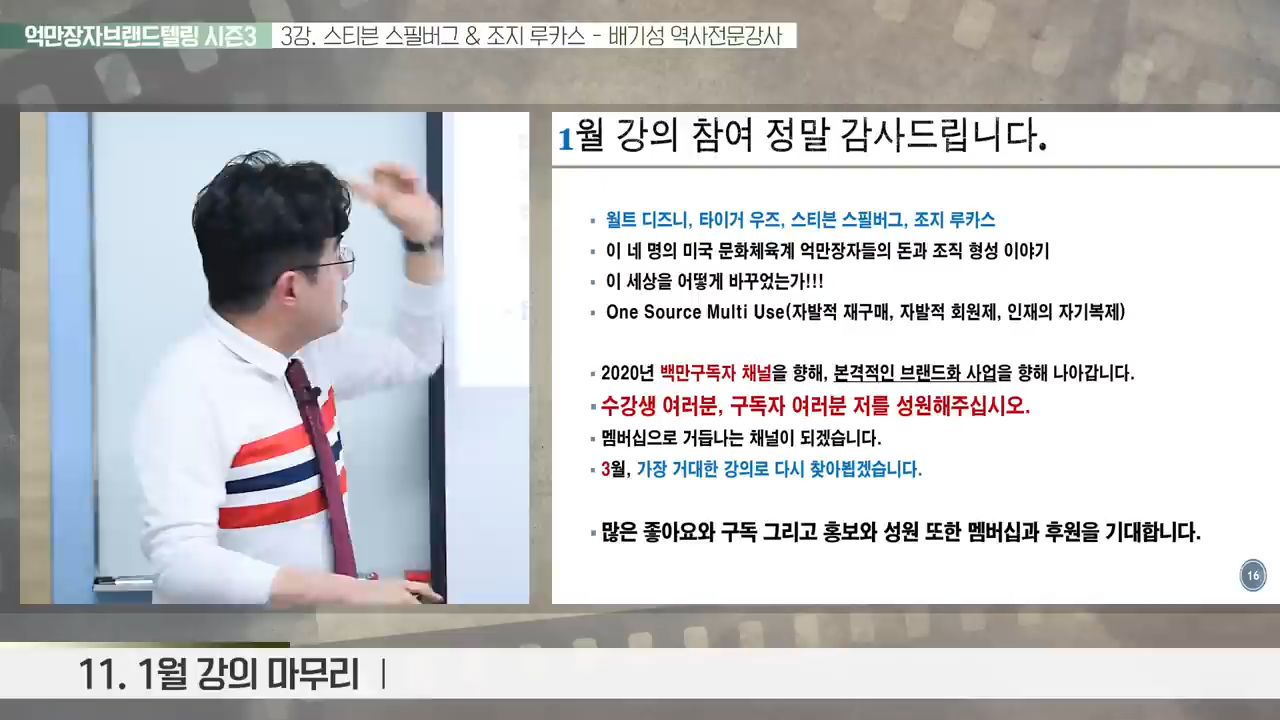 억만장자브랜드텔링 시즌3 3강. 스티븐 스필버그 & 조지 루카스 - 배기성 역사전문강사
1월 강의 참여 정말 감사드립니다.
월트 디즈니, 타이거 우즈, 스티븐 스필버그, 조지 루카스
이 네 명의 미국 문화체육계 억만장자들의 돈과 조직 형성 이야기
이 세상을 어떻게 바꾸었는가!!!
One Source Multi Use(자발적 재구매, 자발적 회원제, 인재의 자기복제)
2020년 백만구독자 채널을 향해, 본격적인 브랜드화 사업을 향해 나아갑니다.
수강생 여러분, 구독자 여러분 저를 성원해주십시오.
멤버십으로 거듭나는 채널이 되겠습니다.
3월, 가장 거대한 강의로 다시 찾아뵙겠습니다.
많은 좋아요와 구독 그리고 홍보와 성원 또한 멤버십과 후원을 기대합니다.
16
11. 1월 강의 마무리